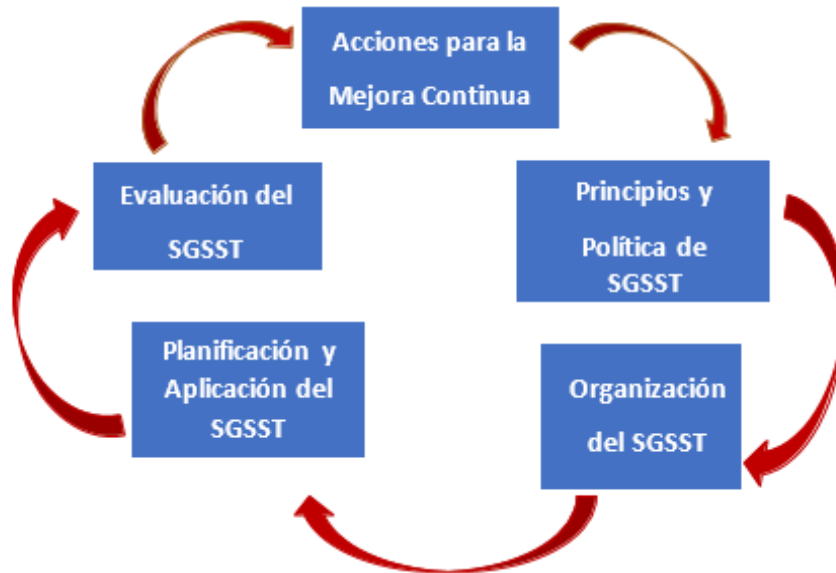 Acciones para la
Mejora Continua
Principios y
Política de
SGSST
Organización
del SGSST
Planificación y
Aplicación del
SGSST
Evaluación del
SGSST